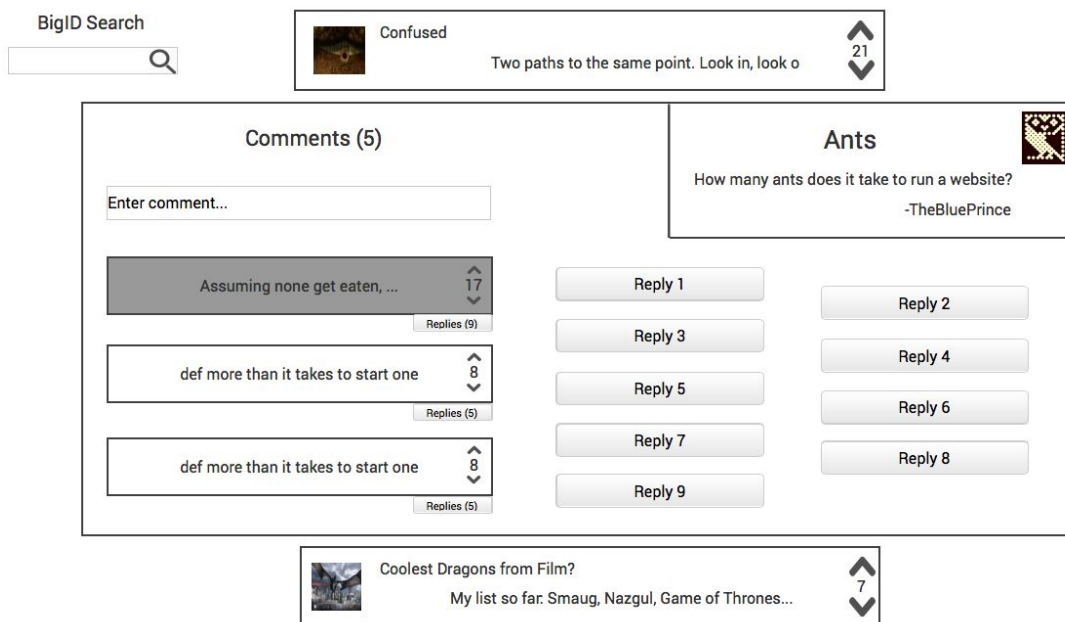 BigID Search
Confused
21
Two paths to the same point. Look in, look o
Comments (5)
Ants
How many ants does it take to run a website?
-TheBluePrince
Enter comment...
Assuming none get eaten, ...
17
Replies (9)
def more than it takes to start one
8
Replies (5)
def more than it takes to start one
8
Replies (5)
Reply 1
Reply 2
Reply 3
Reply 4
Reply 5
Reply 6
Reply 7
Reply 8
Reply 9
Coolest Dragons from Film?
7
My list so far: Smaug, Nazgul, Game of Thrones...